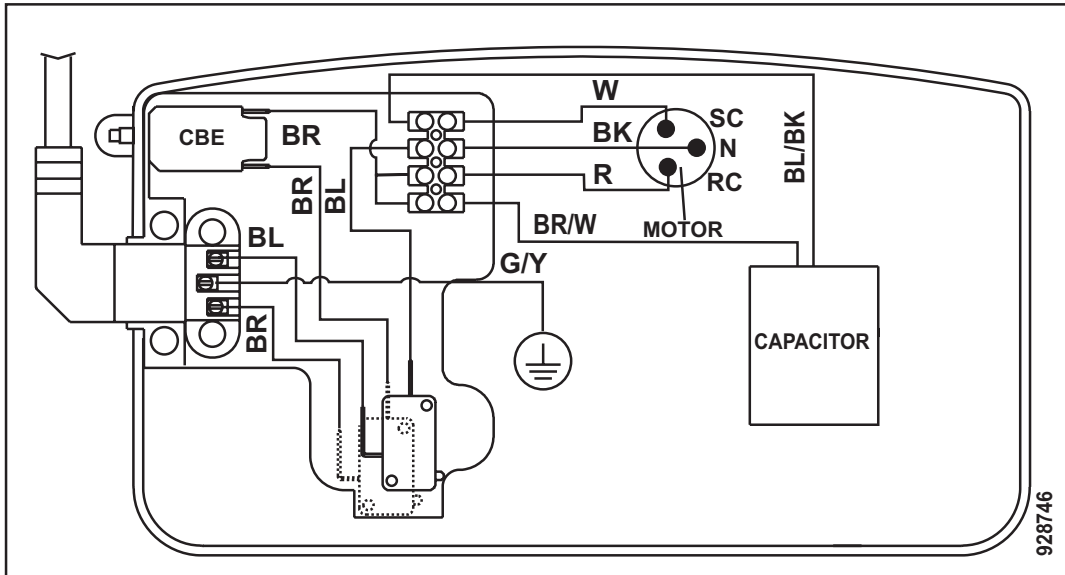 CBE
BR
BR
BL
W
BK
R
SC
N
RC
MOTOR
BL/BK
BR/W
BL
G/Y
BR
CAPACITOR
928746